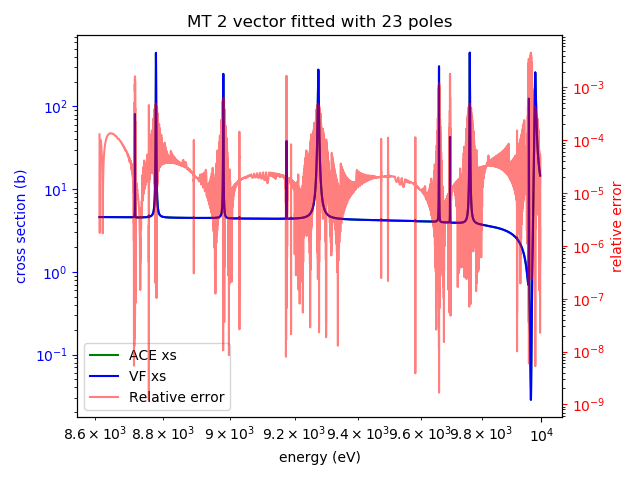 MT 2 vector fitted with 23 poles
10²
10¹
10⁰
10⁻¹
cross section (b)
10⁻³
10⁻⁴
10⁻⁵
10⁻⁶
10⁻⁷
10⁻⁸
10⁻⁹
relative error
ACE xs
VF xs
Relative error
8.6 × 10³ 8.8 × 10³ 9 × 10³ 9.2 × 10³ 9.4 × 10³ 9.6 × 10³ 9.8 × 10³ 10⁴
energy (eV)